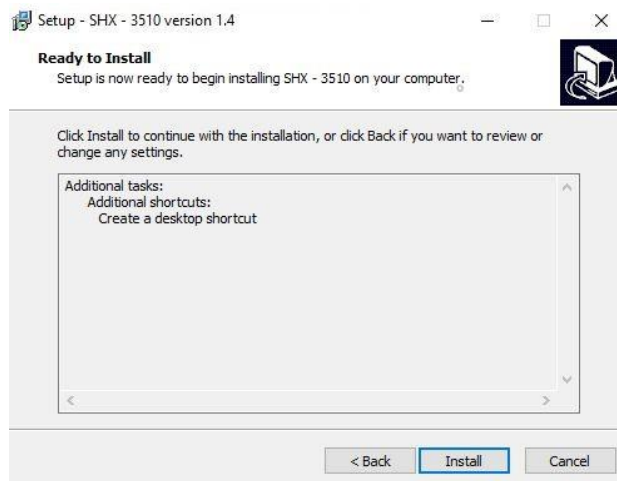 Setup - SHX - 3510 version 1.4
Ready to Install
Setup is now ready to begin installing SHX - 3510 on your computer.
Click Install to continue with the installation, or click Back if you want to review or
change any settings.
Additional tasks:
Additional shortcuts:
Create a desktop shortcut
< Back
Install
Cancel